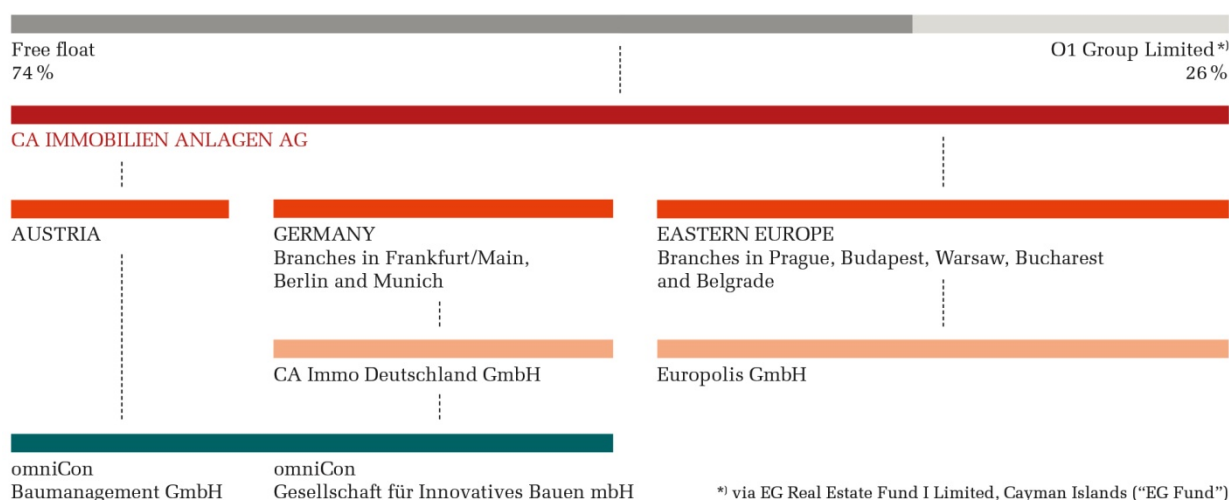 Free float
74 %
O1 Group Limited *)
26 %
CA IMMOBILIEN ANLAGEN AG
AUSTRIA
GERMANY
Branches in Frankfurt/Main,
Berlin and Munich
EASTERN EUROPE
Branches in Prague, Budapest, Warsaw, Bucharest
and Belgrade
CA Immo Deutschland GmbH
Europolis GmbH
omniCon
Baumanagement GmbH
omniCon
Gesellschaft für Innovatives Bauen mbH
*) via EG Real Estate Fund I Limited, Cayman Islands (“EG Fund”)